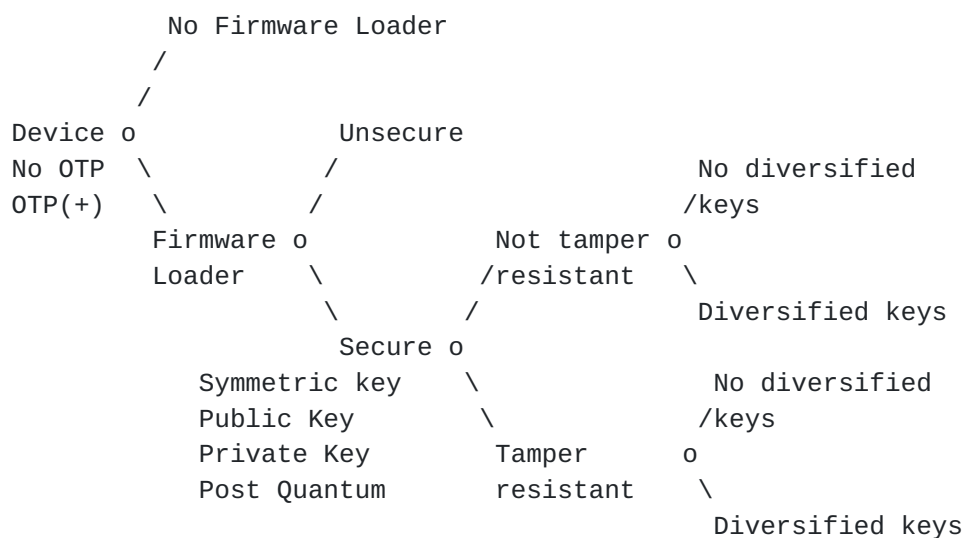 No Firmware Loader
/
/
Device o Unsecure
No OTP \ / No diversified
OTP(+) \ / /keys
Firmware o Not tamper o
Loader \ /resistant \
\ / Diversified keys
Secure o
Symmetric key \ No diversified
Public Key \ /keys
Private Key Tamper o
Post Quantum resistant \
Diversified keys